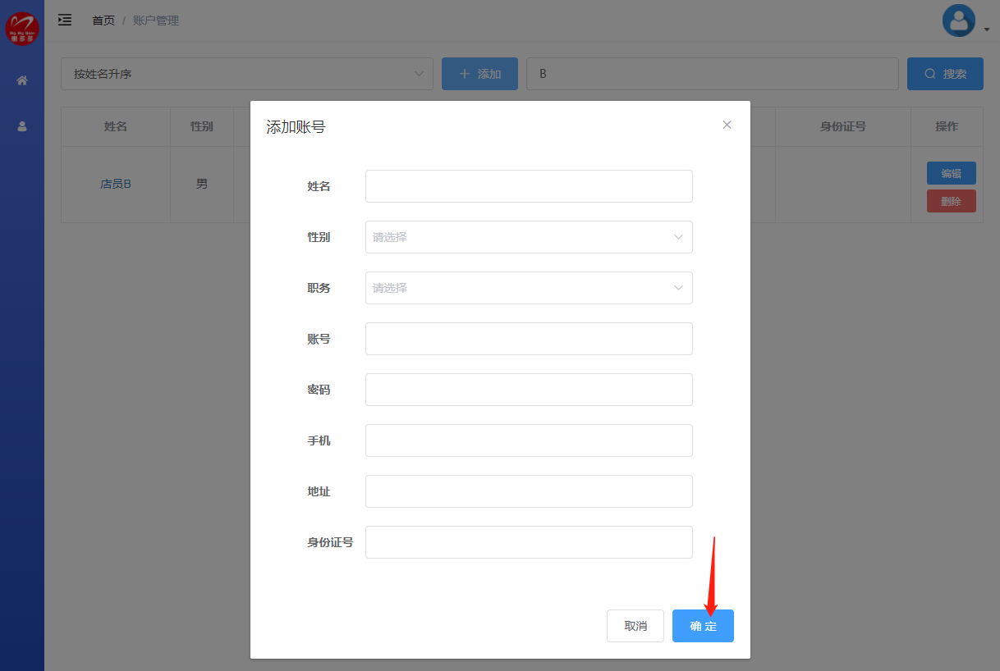 首页 / 账户管理
按姓名升序
添加
B
搜索
姓名
性别
身份证号
操作
店员B
男
编辑
删除
添加账号
姓名
性别
请选择
职务
请选择
账号
密码
手机
地址
身份证号
取消
确 定